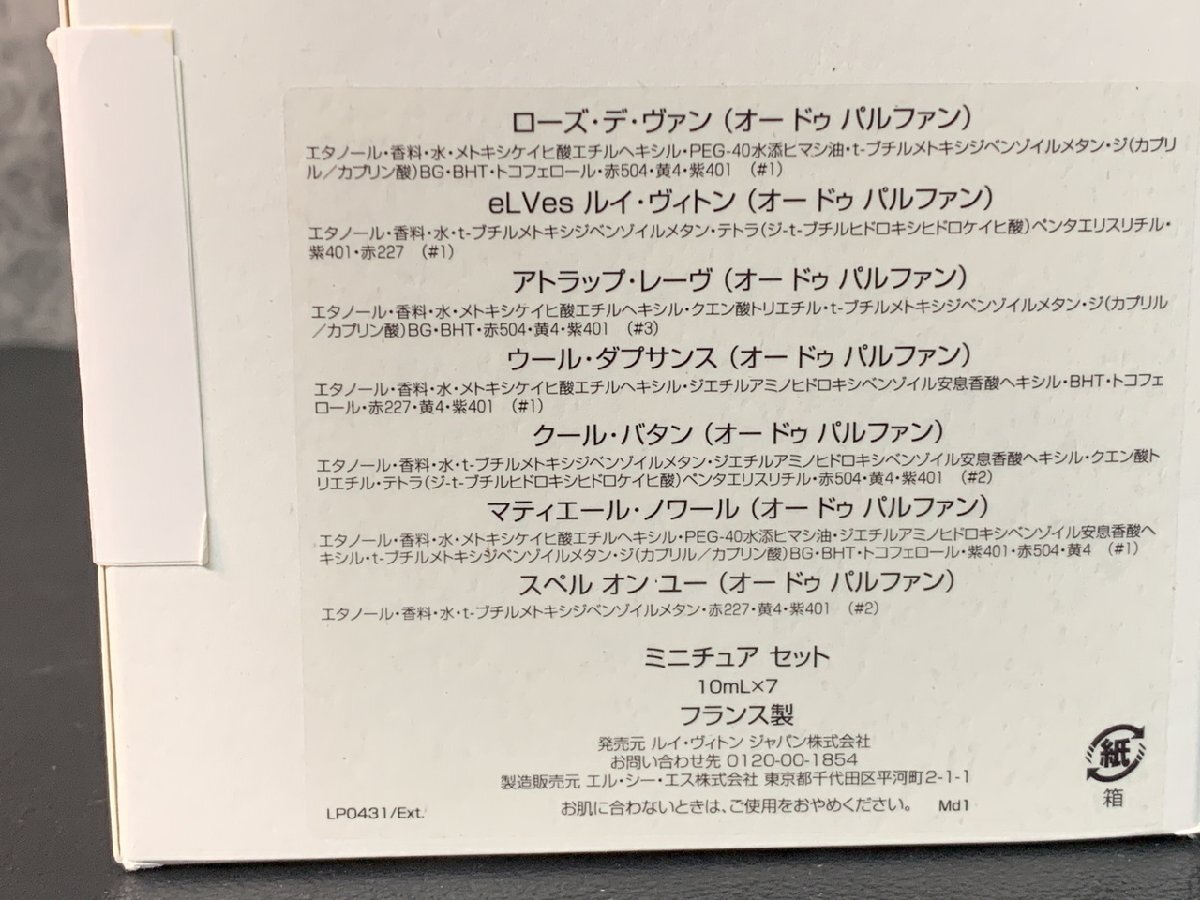 ローズ・デ・ヴァン（オー ドゥ パルファン）
エタノール・香料・水・メトキシケイヒ酸エチルヘキシル・PEG-40水添ヒマシ油・t-ブチルメトキシジベンゾイルメタン・ジ(カプリ
ル／カプリン酸)BG・BHT・トコフェロール・赤504・黄4・紫401 （#1）
eLVes ルイ・ヴィトン（オー ドゥ パルファン）
エタノール・香料・水・t-ブチルメトキシジベンゾイルメタン・テトラ(ジ-t-ブチルヒドロキシヒドロケイヒ酸)ペンタエリスリチル・
紫401・赤227 （#1）
アトラップ・レーヴ（オー ドゥ パルファン）
エタノール・香料・水・メトキシケイヒ酸エチルヘキシル・クエン酸トリエチル・t-ブチルメトキシジベンゾイルメタン・ジ(カプリル
／カプリン酸)BG・BHT・赤504・黄4・紫401 （#3）
ウール・ダプサンス（オー ドゥ パルファン）
エタノール・香料・水・メトキシケイヒ酸エチルヘキシル・ジエチルアミノヒドロキシベンゾイル安息香酸ヘキシル・BHT・トコフェ
ロール・赤227・黄4・紫401 （#1）
クール・バタン（オー ドゥ パルファン）
エタノール・香料・水・t-ブチルメトキシジベンゾイルメタン・ジエチルアミノヒドロキシベンゾイル安息香酸ヘキシル・クエン酸ト
リエチル・テトラ(ジ-t-ブチルヒドロキシヒドロケイヒ酸)ペンタエリスリチル・赤504・黄4・紫401 （#2）
マティエール・ノワール（オー ドゥ パルファン）
エタノール・香料・水・メトキシケイヒ酸エチルヘキシル・PEG-40水添ヒマシ油・ジエチルアミノヒドロキシベンゾイル安息香酸ヘ
キシル・t-ブチルメトキシジベンゾイルメタン・ジ(カプリル／カプリン酸)BG・BHT・トコフェロール・紫401・赤504・黄4 （#1）
スペル オン ユー（オー ドゥ パルファン）
エタノール・香料・水・t-ブチルメトキシジベンゾイルメタン・赤227・黄4・紫401 （#2）
ミニチュア セット
10mL×7
フランス製
発売元 ルイ・ヴィトン ジャパン株式会社
お問い合わせ先 0120-00-1854
製造販売元 エル・シー・エス株式会社 東京都千代田区平河町2-1-1
お肌に合わないときは、ご使用をおやめください。 Md1
LP0431/Ext.
紙
箱